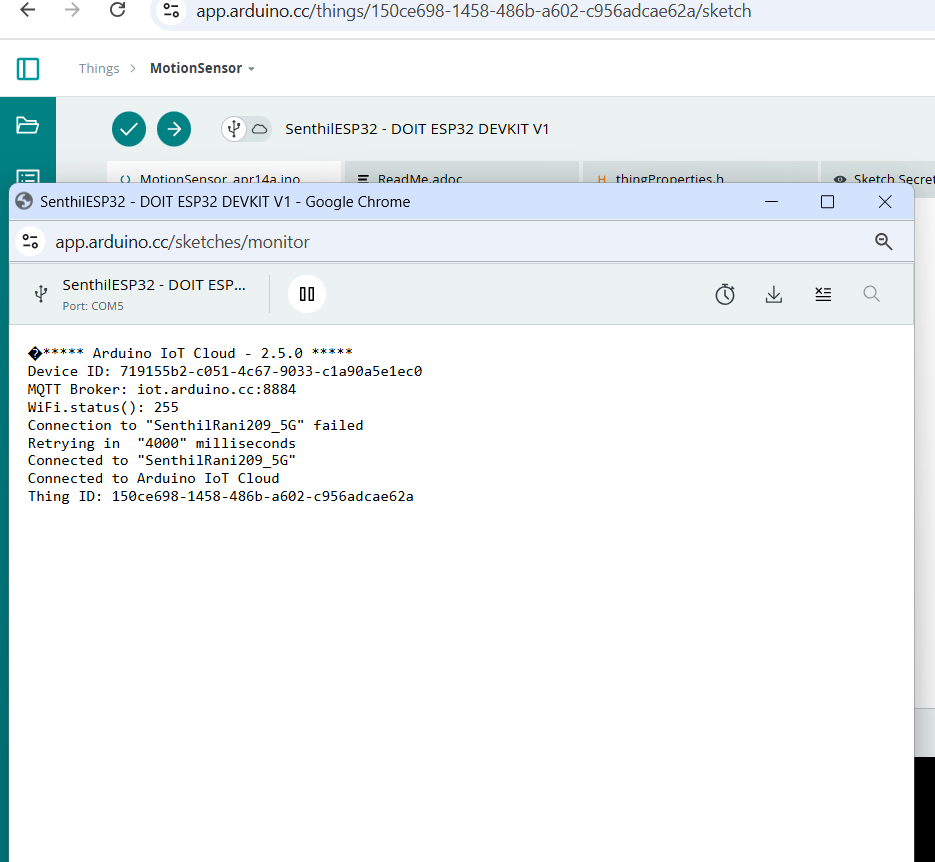 app.arduino.cc/things/150ce698-1458-486b-a602-c956adcae62a/sketch
Things > MotionSensor
SenthilESP32 - DOIT ESP32 DEVKIT V1
MotionSensor_apr14a.ino
ReadMe.adoc
thingProperties.h
Sketch Secret
SenthilESP32 - DOIT ESP32 DEVKIT V1 - Google Chrome
app.arduino.cc/sketches/monitor
SenthilESP32 - DOIT ESP...
Port: COM5
�***** Arduino IoT Cloud - 2.5.0 *****
Device ID: 719155b2-c051-4c67-9033-c1a90a5e1ec0
MQTT Broker: iot.arduino.cc:8884
WiFi.status(): 255
Connection to "SenthilRani209_5G" failed
Retrying in  "4000" milliseconds
Connected to "SenthilRani209_5G"
Connected to Arduino IoT Cloud
Thing ID: 150ce698-1458-486b-a602-c956adcae62a